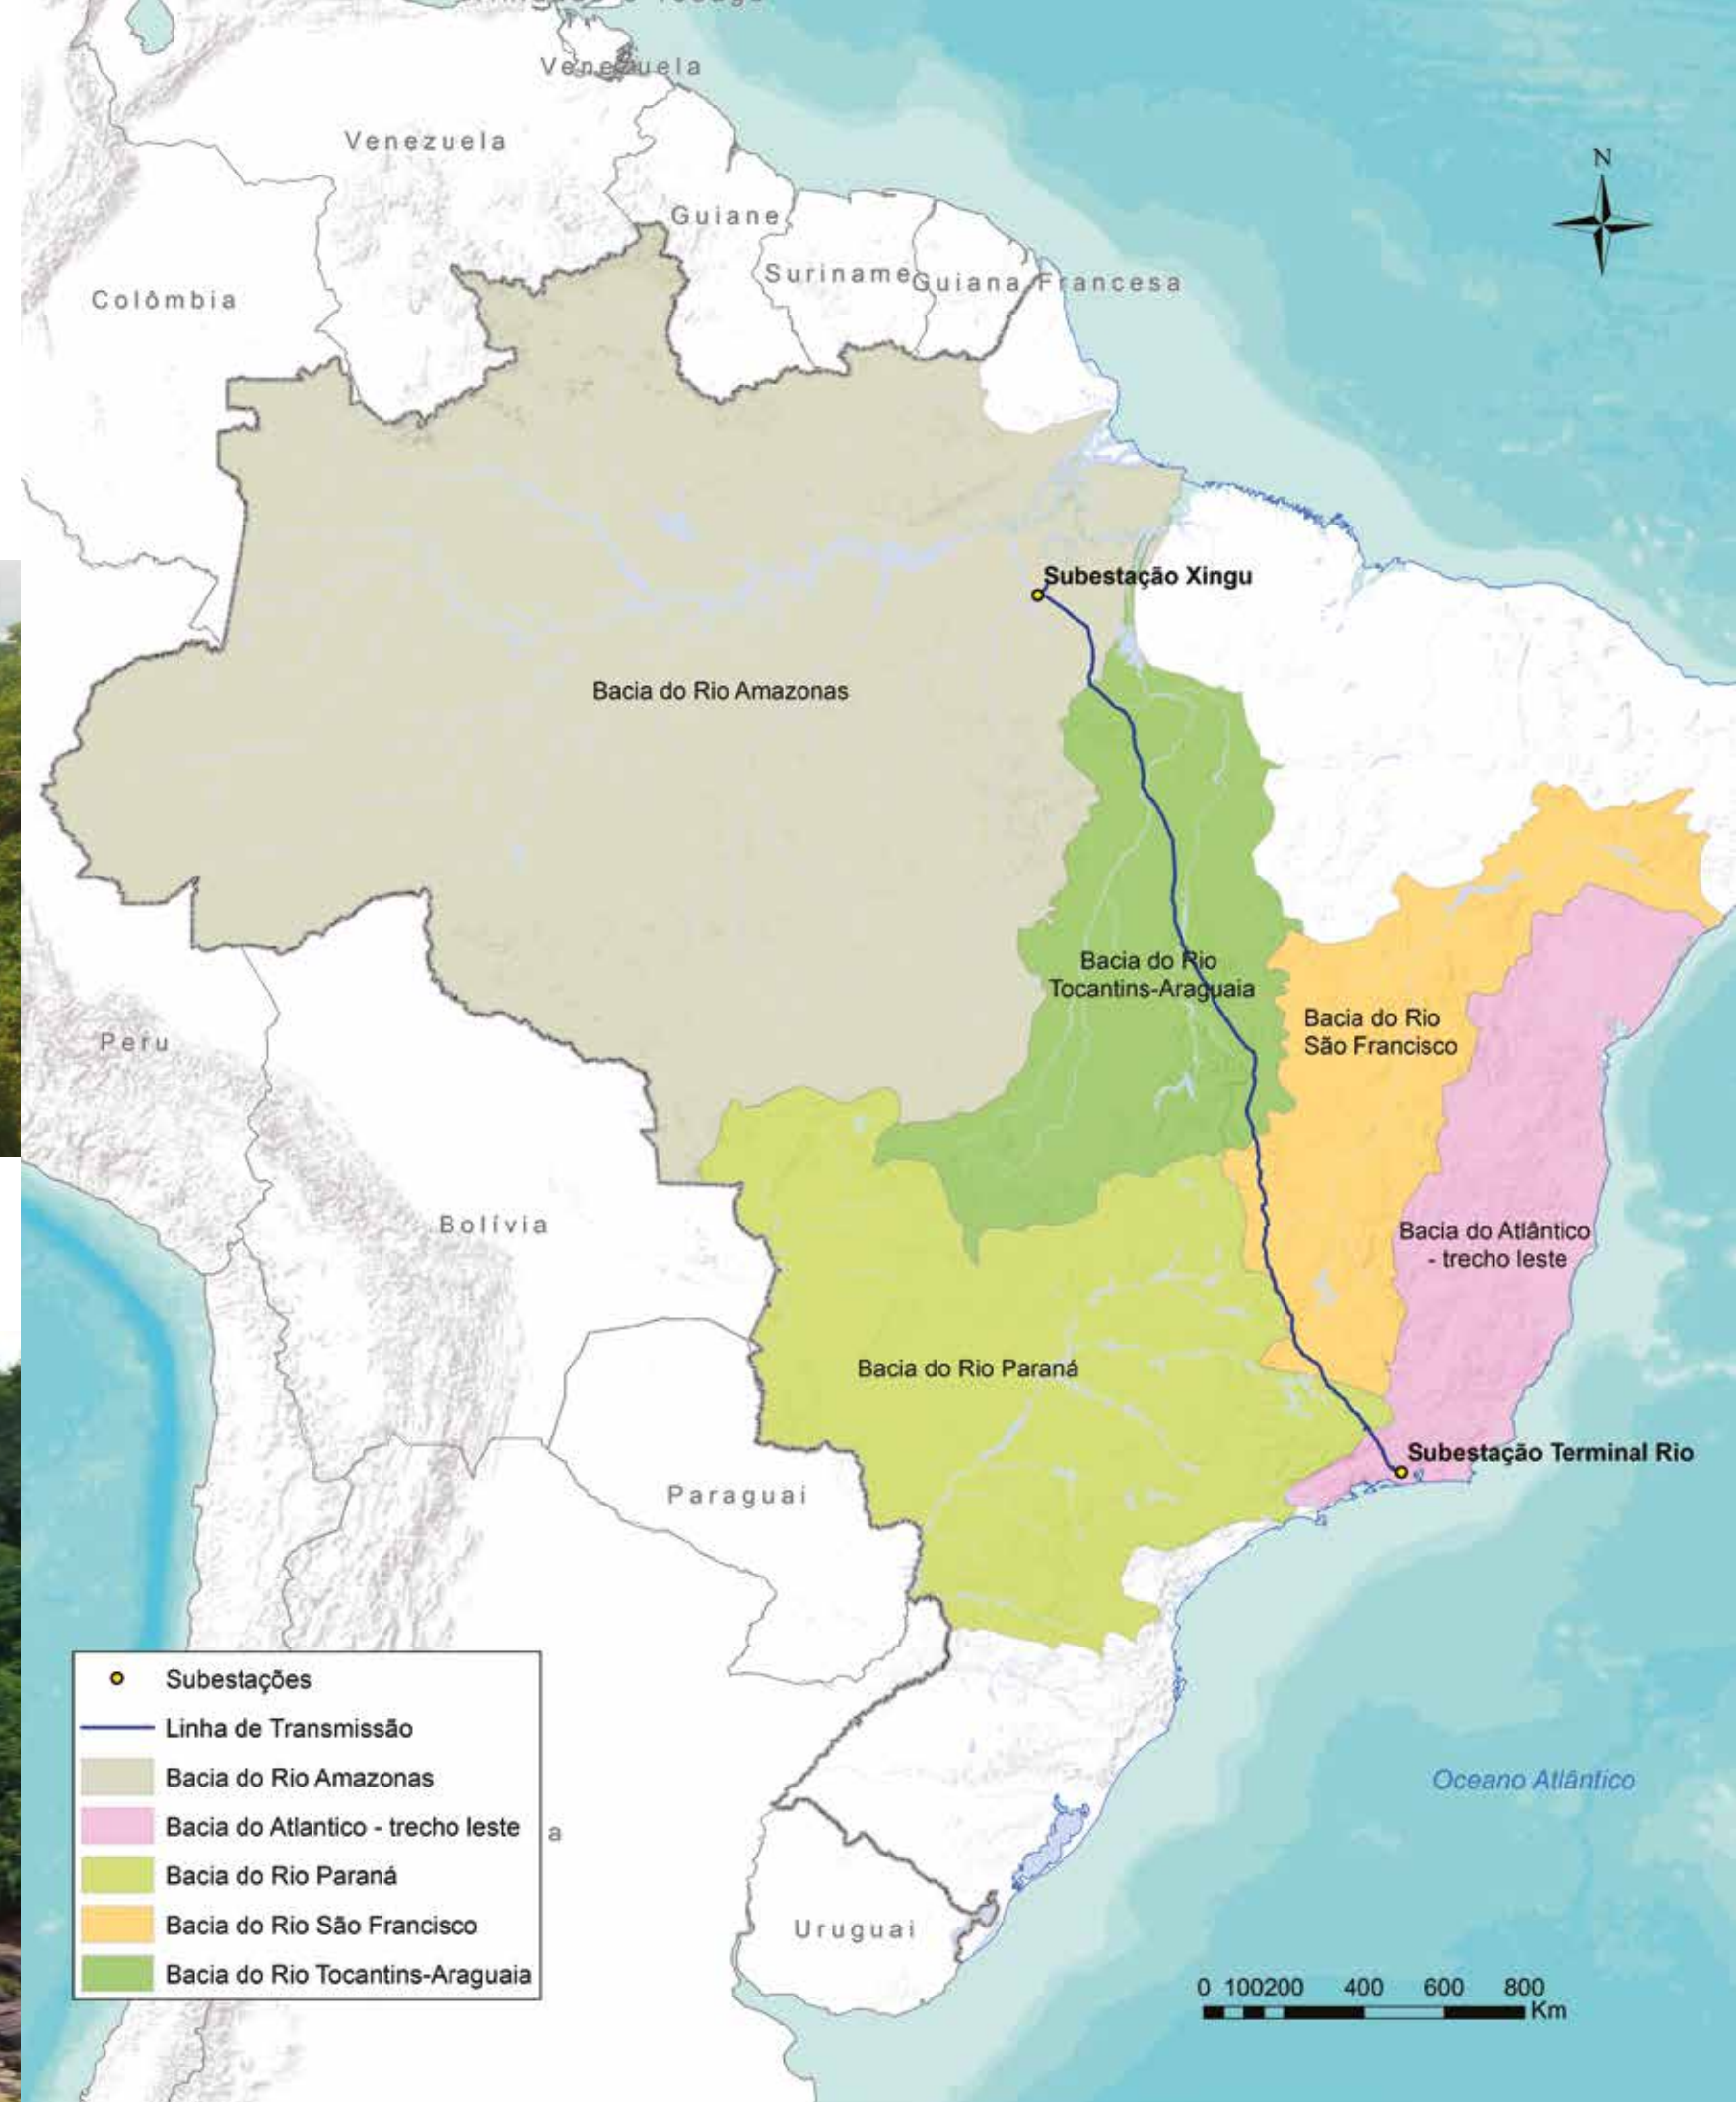 Venezuela
Venezuela
N
Guiane
Suriname
Guiana Francesa
Colômbia
Subestação Xingu
Bacia do Rio Amazonas
Bacia do Rio
Tocantins-Araguaia
Bacia do Rio
São Francisco
Peru
Bolívia
Bacia do Atlântico
- trecho leste
Bacia do Rio Paraná
Subestação Terminal Rio
Paraguai
Subestações
Linha de Transmissão
Bacia do Rio Amazonas
Bacia do Atlantico - trecho leste
a
Bacia do Rio Paraná
Bacia do Rio São Francisco
Bacia do Rio Tocantins-Araguaia
Oceano Atlântico
Uruguai
0 100200 400 600 800
Km